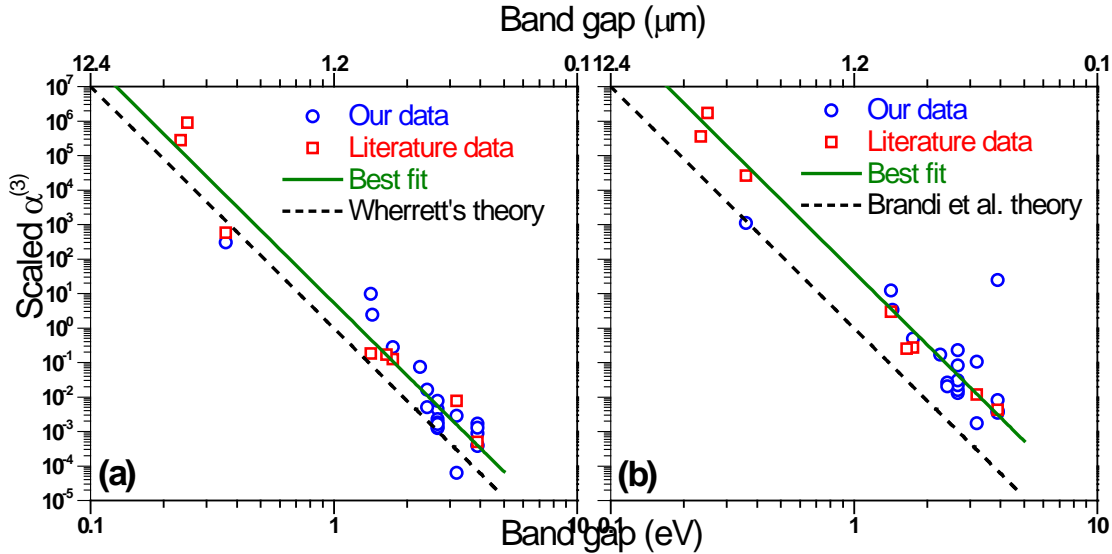 Band gap (μm)
12.4 1.2 0.1 12.4 1.2 0.1
10^7
10^6
10^5
10^4
10^3
10^2
10^1
10^0
10^-1
10^-2
10^-3
10^-4
10^-5
Scaled α^(3)
Our data
Literature data
Best fit
Wherrett's theory
(a)
Our data
Literature data
Best fit
Brandi et al. theory
(b)
0.1 1 10 0.1 1 10
Band gap (eV)